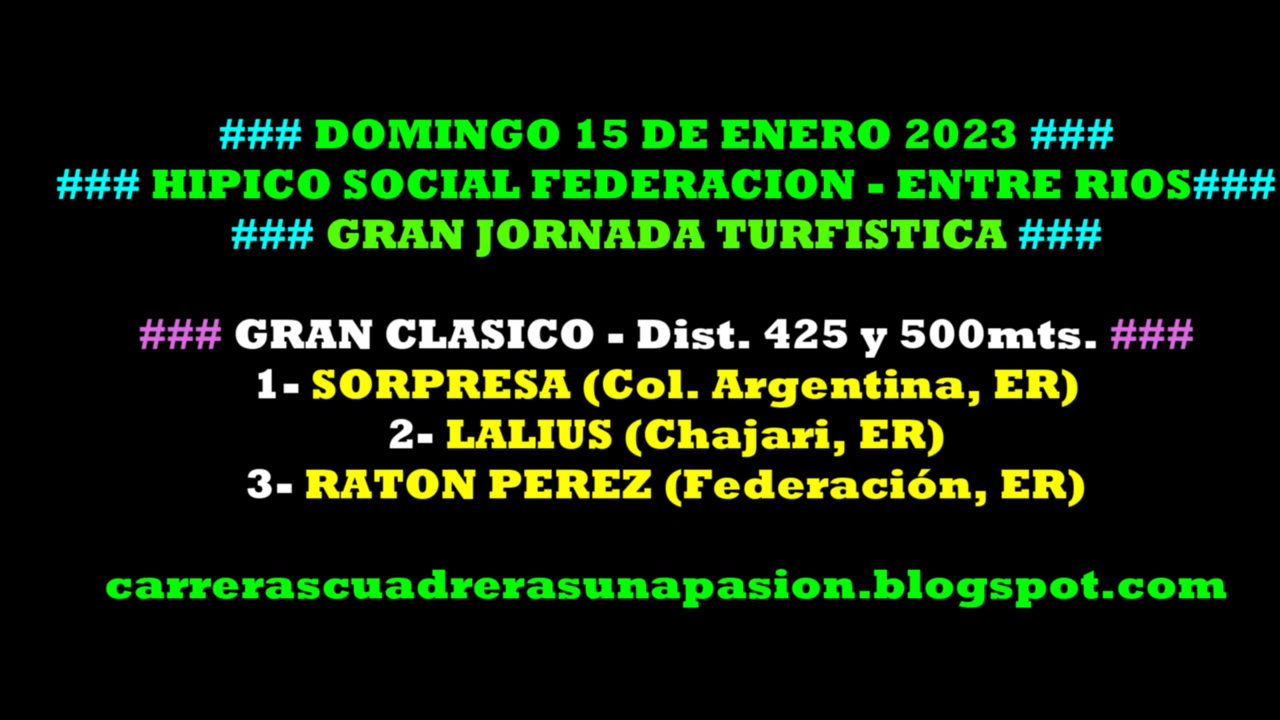 ### DOMINGO 15 DE ENERO 2023 ###
### HIPICO SOCIAL FEDERACION - ENTRE RIOS###
### GRAN JORNADA TURFISTICA ###
### GRAN CLASICO - Dist. 425 y 500mts. ###
1- SORPRESA (Col. Argentina, ER)
2- LALIUS (Chajari, ER)
3- RATON PEREZ (Federación, ER)
carrerascuadrerasunapasion.blogspot.com